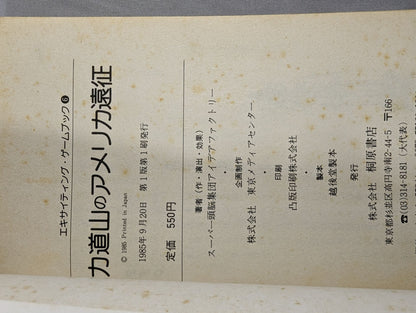 エキサイティング・ゲームブック❻
力道山のアメリカ遠征
© 1985 Printed in Japan
1985年9月20日 第1版第1刷発行
定価 550円
著者(作・演出・効果)
スーパー頭脳集団アイデアファクトリー
企画制作
株式会社 東京メディアセンター
印刷
凸版印刷株式会社
製本
越後堂製本
発行
株式会社 桐原書店
東京都杉並区高円寺南2-44-5 〒166
☎(03)314-8181(大代表)